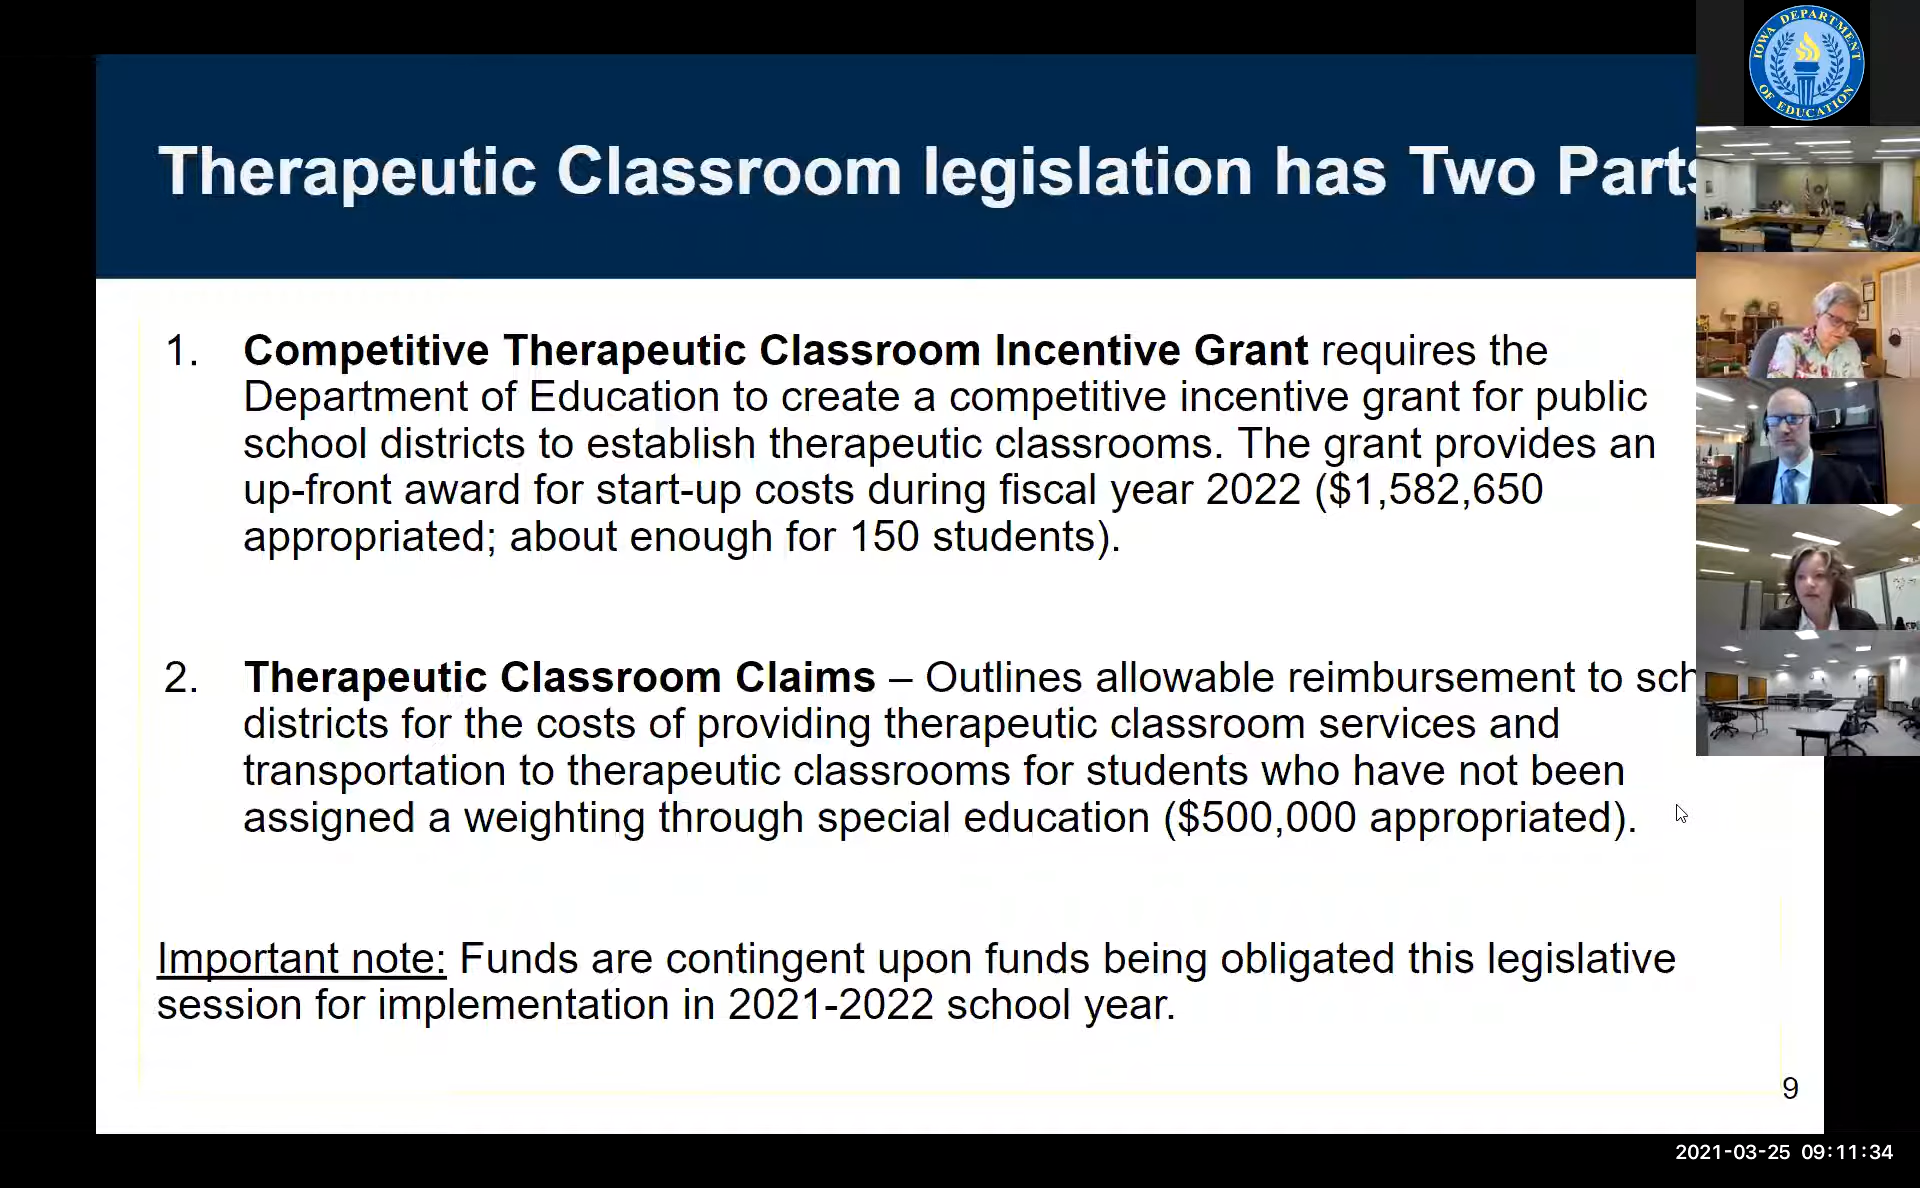 IOWA DEPARTMENT
OF EDUCATION
Therapeutic Classroom legislation has Two Parts
1. Competitive Therapeutic Classroom Incentive Grant requires the
Department of Education to create a competitive incentive grant for public
school districts to establish therapeutic classrooms. The grant provides an
up-front award for start-up costs during fiscal year 2022 ($1,582,650
appropriated; about enough for 150 students).
2. Therapeutic Classroom Claims – Outlines allowable reimbursement to sch
districts for the costs of providing therapeutic classroom services and
transportation to therapeutic classrooms for students who have not been
assigned a weighting through special education ($500,000 appropriated).
Important note: Funds are contingent upon funds being obligated this legislative
session for implementation in 2021-2022 school year.
9
2021-03-25 09:11:34